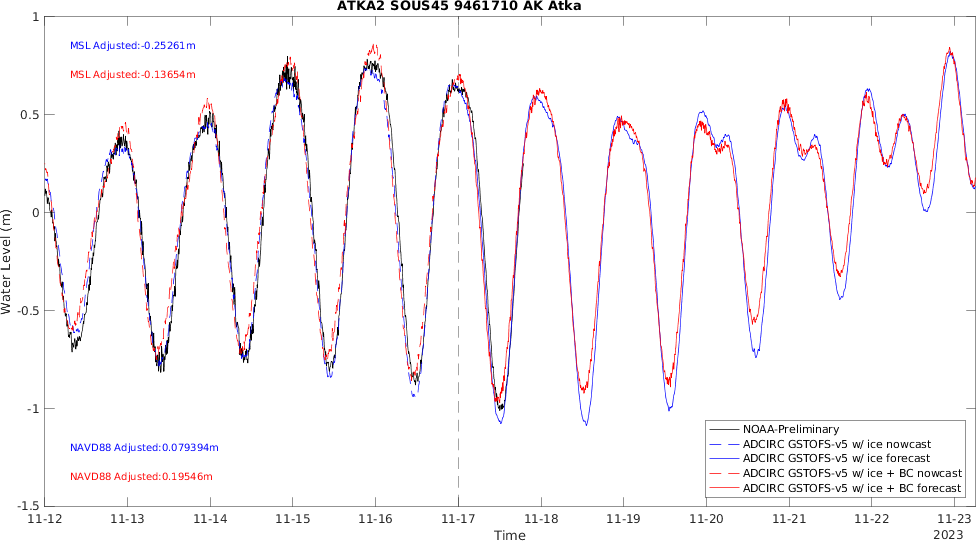 ATKA2 SOUS45 9461710 AK Atka
1
0.5
0
-0.5
-1
-1.5
Water Level (m)
MSL Adjusted:-0.25261m
MSL Adjusted:-0.13654m
NAVD88 Adjusted:0.079394m
NAVD88 Adjusted:0.19546m
NOAA-Preliminary
ADCIRC GSTOFS-v5 w/ ice nowcast
ADCIRC GSTOFS-v5 w/ ice forecast
ADCIRC GSTOFS-v5 w/ ice + BC nowcast
ADCIRC GSTOFS-v5 w/ ice + BC forecast
11-12 11-13 11-14 11-15 11-16 11-17 11-18 11-19 11-20 11-21 11-22 11-23
2023
Time